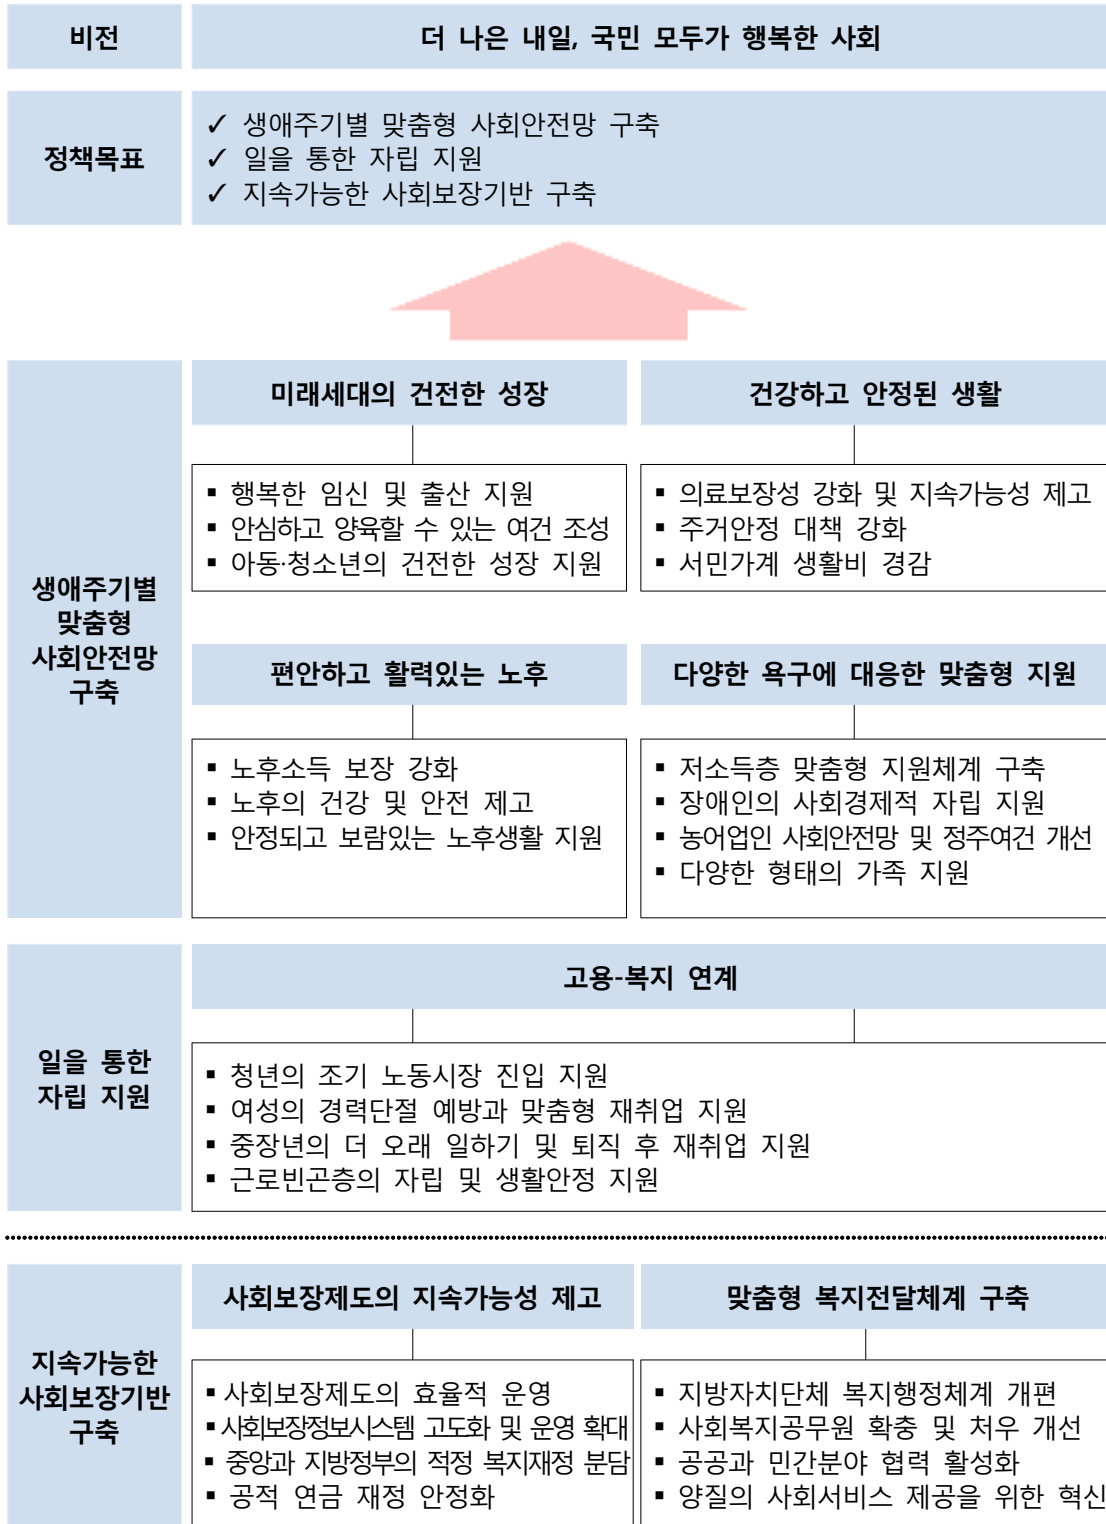 비전
더 나은 내일, 국민 모두가 행복한 사회
정책목표
✓ 생애주기별 맞춤형 사회안전망 구축
✓ 일을 통한 자립 지원
✓ 지속가능한 사회보장기반 구축
생애주기별
맞춤형
사회안전망
구축
미래세대의 건전한 성장
▪ 행복한 임신 및 출산 지원
▪ 안심하고 양육할 수 있는 여건 조성
▪ 아동·청소년의 건전한 성장 지원
건강하고 안정된 생활
▪ 의료보장성 강화 및 지속가능성 제고
▪ 주거안정 대책 강화
▪ 서민가계 생활비 경감
편안하고 활력있는 노후
▪ 노후소득 보장 강화
▪ 노후의 건강 및 안전 제고
▪ 안정되고 보람있는 노후생활 지원
다양한 욕구에 대응한 맞춤형 지원
▪ 저소득층 맞춤형 지원체계 구축
▪ 장애인의 사회경제적 자립 지원
▪ 농어업인 사회안전망 및 정주여건 개선
▪ 다양한 형태의 가족 지원
일을 통한
자립 지원
고용-복지 연계
▪ 청년의 조기 노동시장 진입 지원
▪ 여성의 경력단절 예방과 맞춤형 재취업 지원
▪ 중장년의 더 오래 일하기 및 퇴직 후 재취업 지원
▪ 근로빈곤층의 자립 및 생활안정 지원
지속가능한
사회보장기반
구축
사회보장제도의 지속가능성 제고
▪ 사회보장제도의 효율적 운영
▪ 사회보장정보시스템 고도화 및 운영 확대
▪ 중앙과 지방정부의 적정 복지재정 분담
▪ 공적 연금 재정 안정화
맞춤형 복지전달체계 구축
▪ 지방자치단체 복지행정체계 개편
▪ 사회복지공무원 확충 및 처우 개선
▪ 공공과 민간분야 협력 활성화
▪ 양질의 사회서비스 제공을 위한 혁신